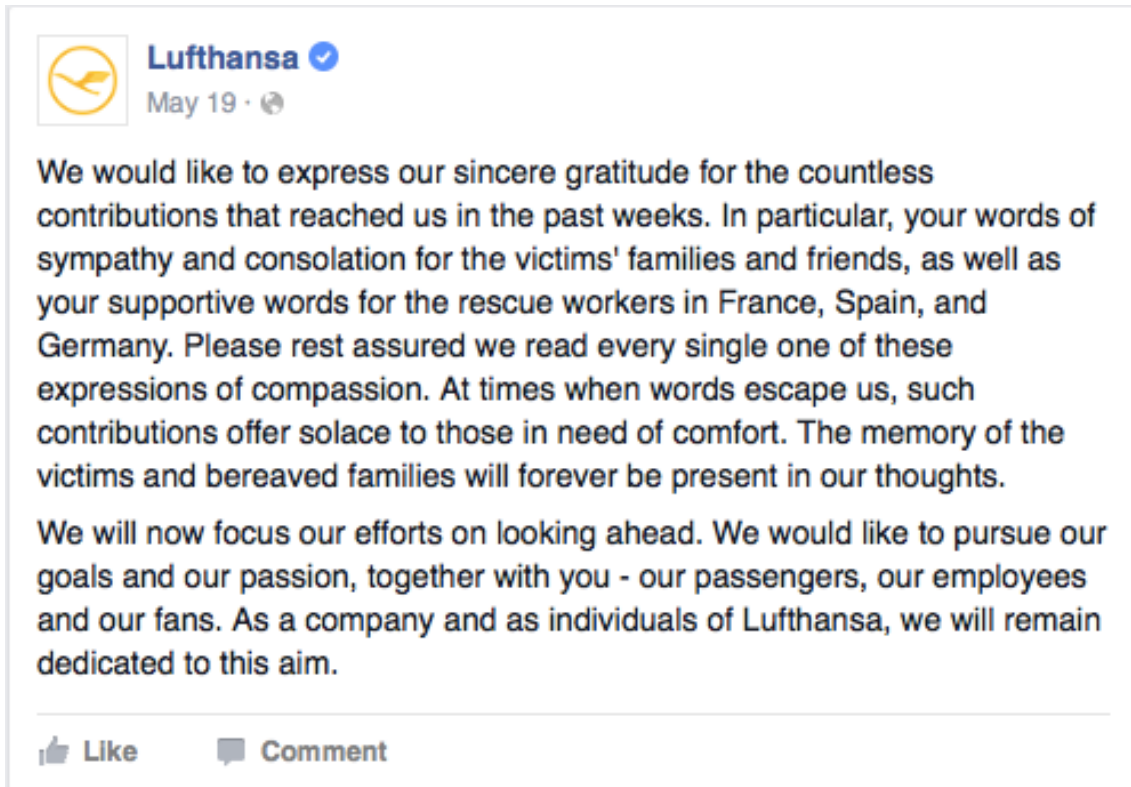 Lufthansa
May 19 ·
We would like to express our sincere gratitude for the countless
contributions that reached us in the past weeks. In particular, your words of
sympathy and consolation for the victims' families and friends, as well as
your supportive words for the rescue workers in France, Spain, and
Germany. Please rest assured we read every single one of these
expressions of compassion. At times when words escape us, such
contributions offer solace to those in need of comfort. The memory of the
victims and bereaved families will forever be present in our thoughts.
We will now focus our efforts on looking ahead. We would like to pursue our
goals and our passion, together with you - our passengers, our employees
and our fans. As a company and as individuals of Lufthansa, we will remain
dedicated to this aim.
Like Comment